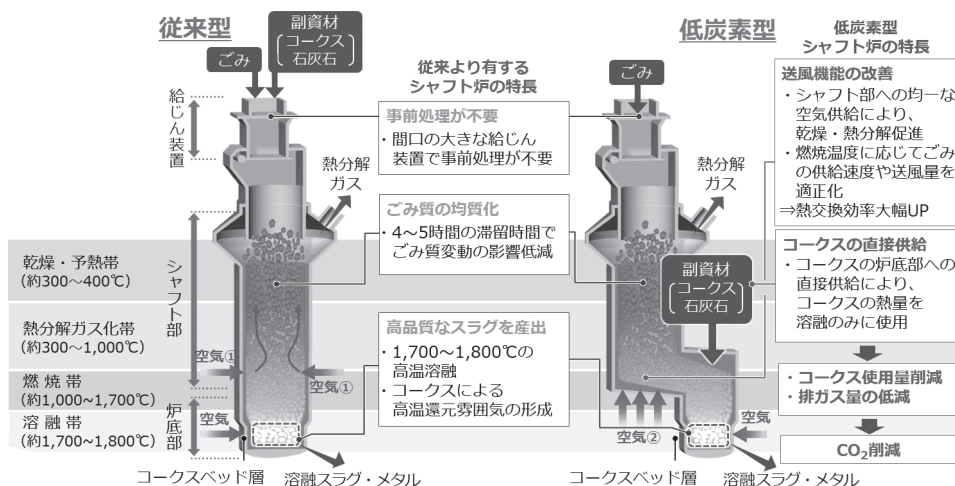 従来型
ごみ
副資材
コークス
石灰石
給じん装置
熱分解
ガス
シャフト部
乾燥・予熱帯
(約300~400℃)
熱分解ガス化帯
(約300~1,000℃)
燃焼帯
(約1,000~1,700℃)
溶融帯
(約1,700~1,800℃)
炉底部
空気①
空気①
空気
コークスベッド層
溶融スラグ・メタル
従来より有する
シャフト炉の特長
事前処理が不要
・間口の大きな給じん
装置で事前処理が不要
ごみ質の均質化
・4~5時間の滞留時間で
ごみ質変動の影響低減
高品質なスラグを産出
・1,700~1,800℃の
高温溶融
・コークスによる
高温還元雰囲気の形成
低炭素型
ごみ
熱分解
ガス
副資材
コークス
石灰石
空気②
空気
コークスベッド層
溶融スラグ・メタル
低炭素型
シャフト炉の特長
送風機能の改善
・シャフト部への均一な
空気供給により、
乾燥・熱分解促進
・燃焼温度に応じてごみ
の供給速度や送風量を
適正化
⇒熱交換効率大幅UP
コークスの直接供給
・コークスの炉底部への
直接供給により、
コークスの熱量を
溶融のみに使用
・コークス使用量削減
・排ガス量の低減
CO₂削減